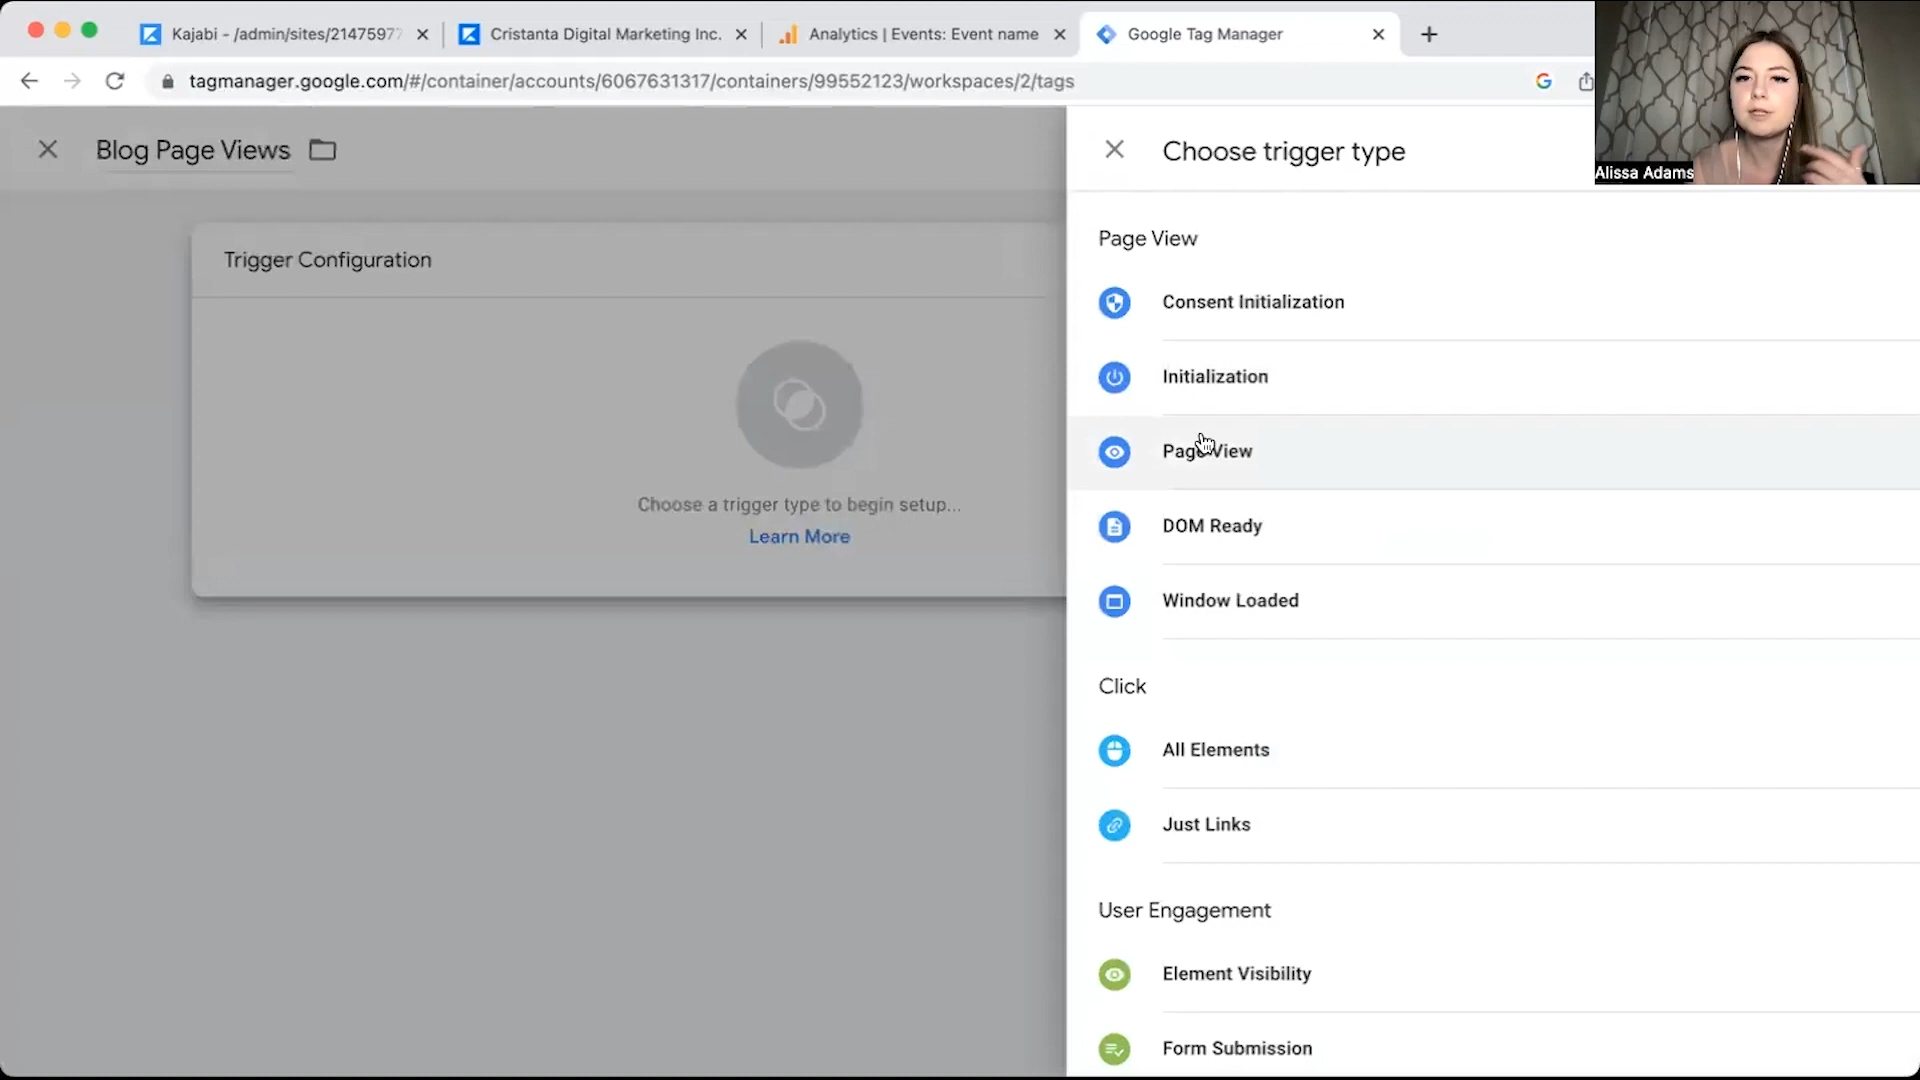 Kajabi - /admin/sites/21475977
Cristanta Digital Marketing Inc.
Analytics | Events: Event name
Google Tag Manager
tagmanager.google.com/#/container/accounts/6067631317/containers/99552123/workspaces/2/tags
Alissa Adams
Blog Page Views
Choose trigger type
Trigger Configuration
Choose a trigger type to begin setup...
Learn More
Page View
Consent Initialization
Initialization
Page View
DOM Ready
Window Loaded
Click
All Elements
Just Links
User Engagement
Element Visibility
Form Submission